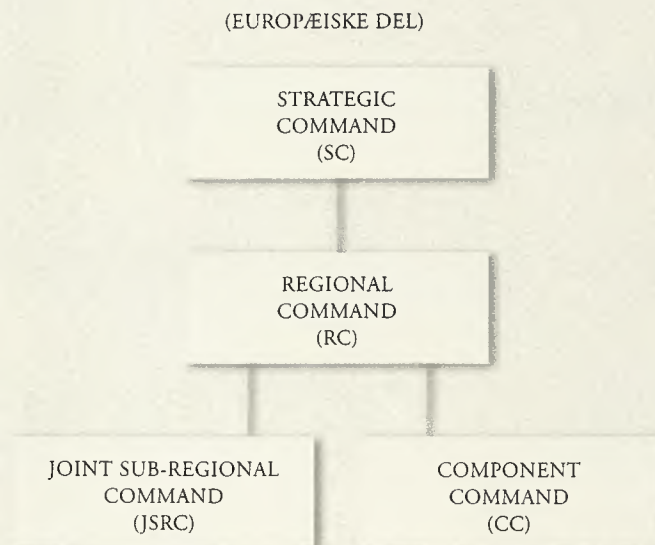 (EUROPÆISKE DEL)
STRATEGIC
COMMAND
(SC)
REGIONAL
COMMAND
(RC)
JOINT SUB-REGIONAL
COMMAND
(JSRC)
COMPONENT
COMMAND
(CC)